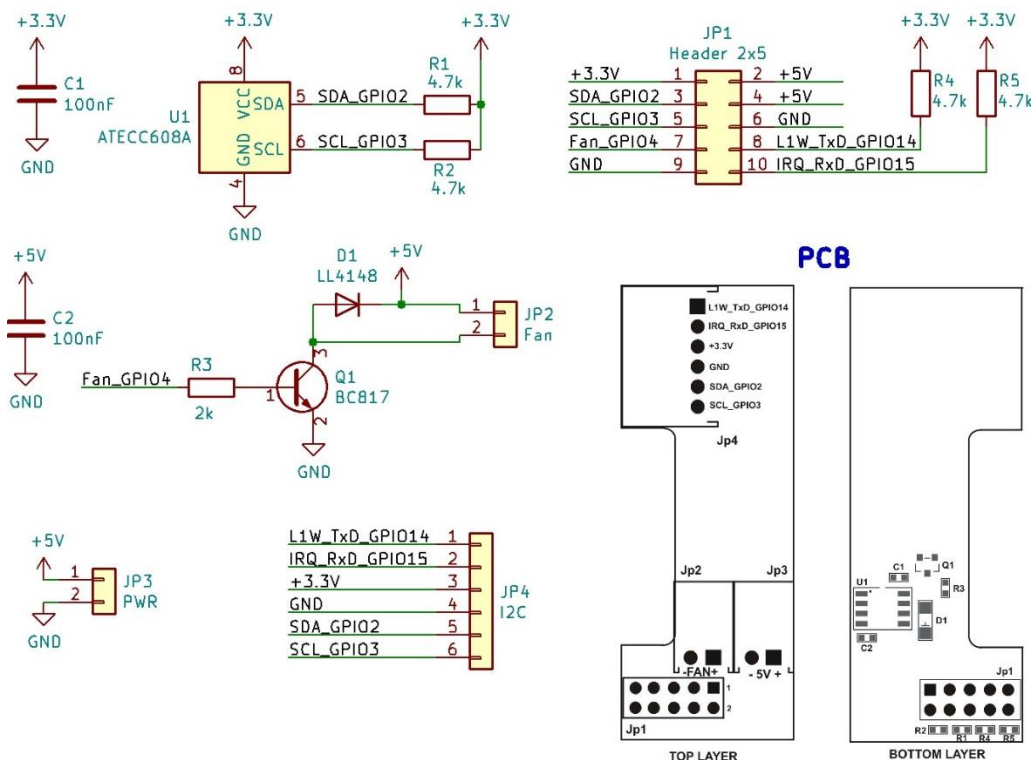 +3.3V
C1
100nF
GND
+3.3V
8
VCC
SDA
5
SDA_GPIO2
U1
ATECC608A
GND
SCL
6
SCL_GPIO3
4
GND
+3.3V
R1
4.7k
R2
4.7k
JP1
Header 2x5
+3.3V 1 2 +5V
SDA_GPIO2 3 4 +5V
SCL_GPIO3 5 6 GND
Fan_GPIO4 7 8 L1W_TxD_GPIO14
GND 9 10 IRQ_RxD_GPIO15
+3.3V +3.3V
R4
4.7k
R5
4.7k
+5V
C2
100nF
GND
D1
LL4148
+5V
1
2
JP2
Fan
Fan_GPIO4
R3
2k
1
3
2
Q1
BC817
GND
+5V
1
2
JP3
PWR
GND
L1W_TxD_GPIO14 1
IRQ_RxD_GPIO15 2
+3.3V 3
GND 4
SDA_GPIO2 5
SCL_GPIO3 6
JP4
I2C
PCB
L1W_TxD_GPIO14
IRQ_RxD_GPIO15
+3.3V
GND
SDA_GPIO2
SCL_GPIO3
Jp4
Jp2
Jp3
-FAN+
- 5V +
1
2
Jp1
TOP LAYER
Q1
C1
U1
R3
D1
C2
Jp1
R2
R1
R4
R5
BOTTOM LAYER